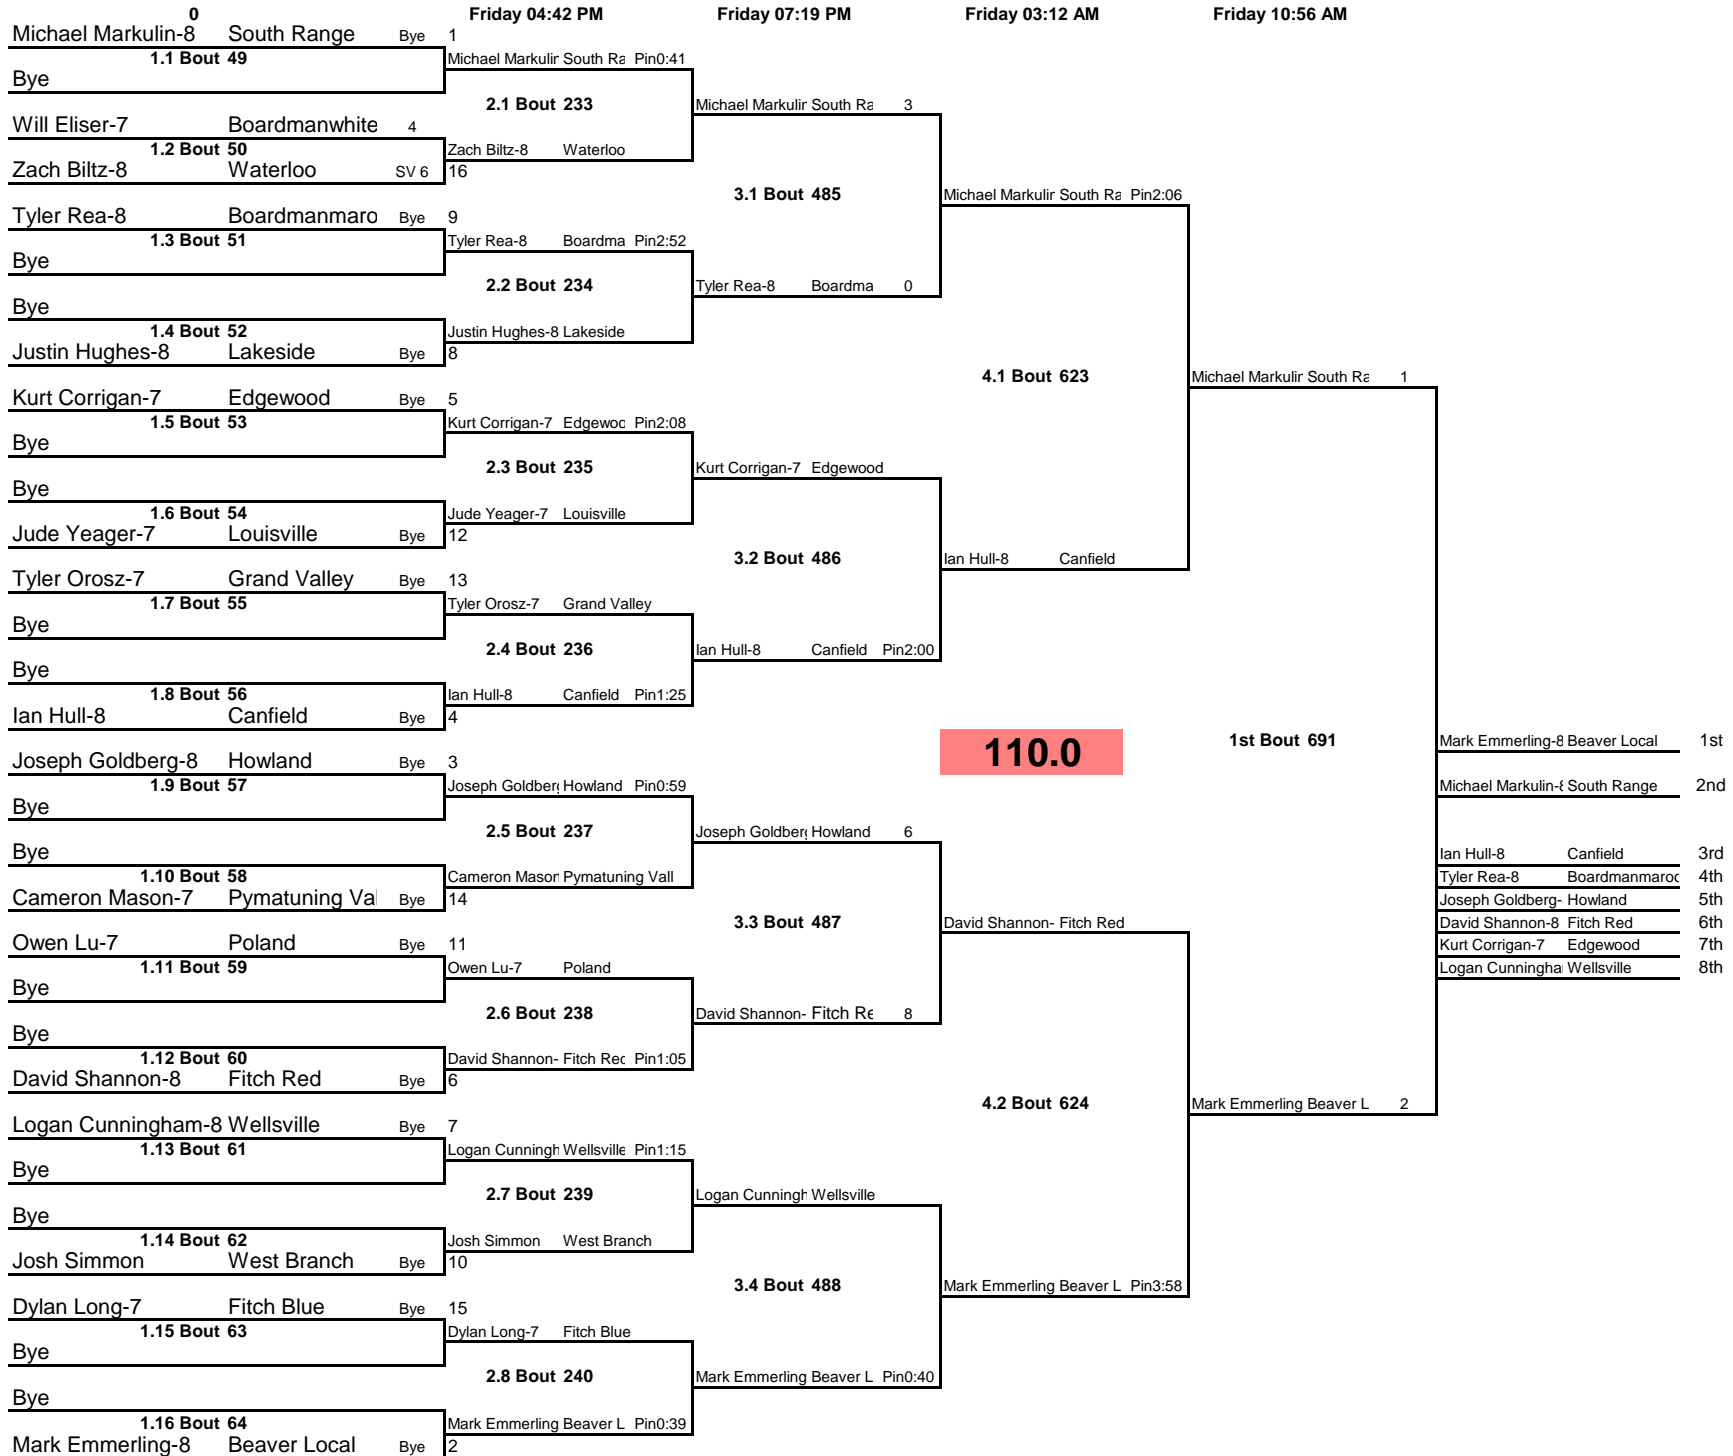 0 Friday 04:42 PM Friday 07:19 PM Friday 03:12 AM Friday 10:56 AM
Michael Markulin-8 South Range Bye 1
1.1 Bout 49 Michael Markulin South Ra Pin0:41
Bye
2.1 Bout 233 Michael Markulin South Ra 3
Will Eliser-7 Boardmanwhite 4
1.2 Bout 50 Zach Biltz-8 Waterloo
Zach Biltz-8 Waterloo SV 6 16
3.1 Bout 485 Michael Markulin South Ra Pin2:06
Tyler Rea-8 Boardmanmaro Bye 9
1.3 Bout 51 Tyler Rea-8 Boardma Pin2:52
Bye
2.2 Bout 234 Tyler Rea-8 Boardma 0
Bye
1.4 Bout 52 Justin Hughes-8 Lakeside
Justin Hughes-8 Lakeside Bye 8
4.1 Bout 623 Michael Markulin South Ra 1
Kurt Corrigan-7 Edgewood Bye 5
1.5 Bout 53 Kurt Corrigan-7 Edgewood Pin2:08
Bye
2.3 Bout 235 Kurt Corrigan-7 Edgewood
Bye
1.6 Bout 54 Jude Yeager-7 Louisville
Jude Yeager-7 Louisville Bye 12
3.2 Bout 486 Ian Hull-8 Canfield
Tyler Orosz-7 Grand Valley Bye 13
1.7 Bout 55 Tyler Orosz-7 Grand Valley
Bye
2.4 Bout 236 Ian Hull-8 Canfield Pin2:00
Bye
1.8 Bout 56 Ian Hull-8 Canfield Pin1:25
Ian Hull-8 Canfield Bye 4
110.0 1st Bout 691 Mark Emmerling-8 Beaver Local 1st
Joseph Goldberg-8 Howland Bye 3
1.9 Bout 57 Joseph Goldberg Howland Pin0:59 Michael Markulin-8 South Range 2nd
Bye
2.5 Bout 237 Joseph Goldberg Howland 6
Bye Ian Hull-8 Canfield 3rd
1.10 Bout 58 Cameron Mason Pymatuning Vall Tyler Rea-8 Boardmanmaroo 4th
Cameron Mason-7 Pymatuning Val Bye 14 Joseph Goldberg- Howland 5th
3.3 Bout 487 David Shannon- Fitch Red David Shannon-8 Fitch Red 6th
Owen Lu-7 Poland Bye 11 Kurt Corrigan-7 Edgewood 7th
1.11 Bout 59 Owen Lu-7 Poland Logan Cunningha Wellsville 8th
Bye
2.6 Bout 238 David Shannon- Fitch Re 8
Bye
1.12 Bout 60 David Shannon- Fitch Red Pin1:05
David Shannon-8 Fitch Red Bye 6
4.2 Bout 624 Mark Emmerling Beaver L 2
Logan Cunningham-8 Wellsville Bye 7
1.13 Bout 61 Logan Cunningh Wellsville Pin1:15
Bye
2.7 Bout 239 Logan Cunningh Wellsville
Bye
1.14 Bout 62 Josh Simmon West Branch
Josh Simmon West Branch Bye 10
3.4 Bout 488 Mark Emmerling Beaver L Pin3:58
Dylan Long-7 Fitch Blue Bye 15
1.15 Bout 63 Dylan Long-7 Fitch Blue
Bye
2.8 Bout 240 Mark Emmerling Beaver L Pin0:40
Bye
1.16 Bout 64 Mark Emmerling Beaver L Pin0:39
Mark Emmerling-8 Beaver Local Bye 2